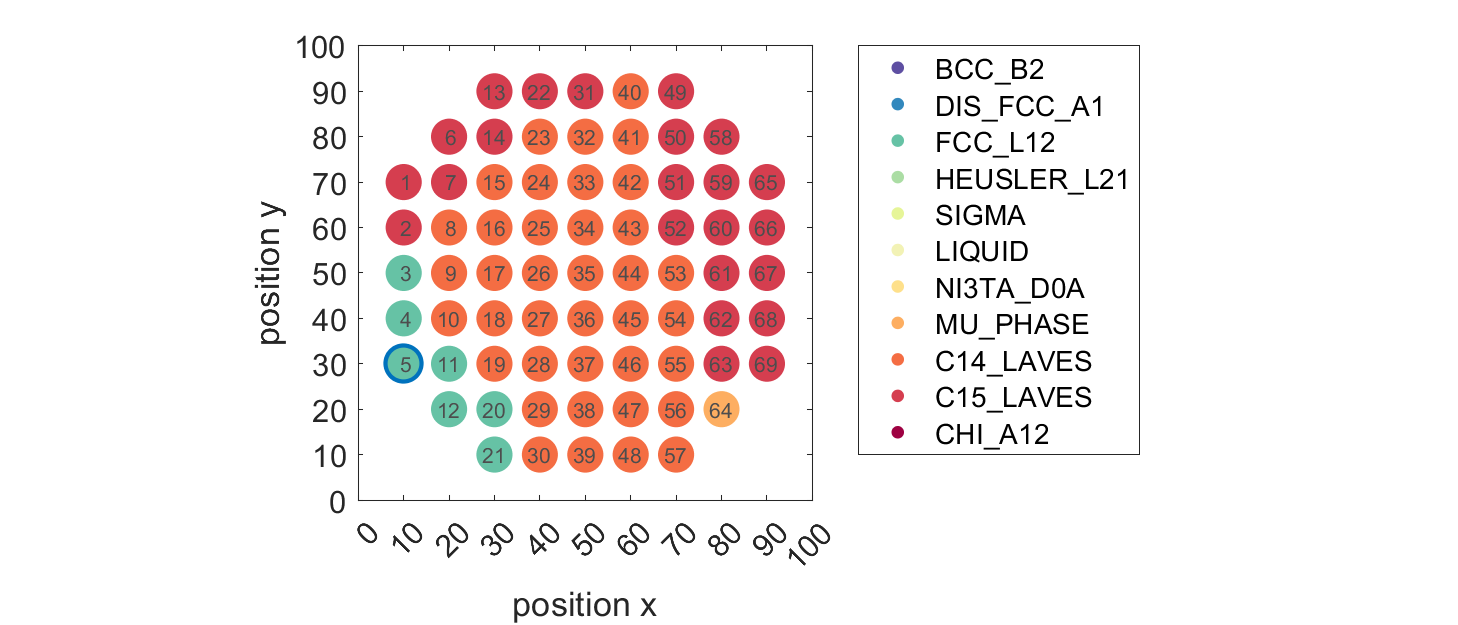 100
90 13 22 31 40 49
80 6 14 23 32 41 50 58
70 1 7 15 24 33 42 51 59 65
60 2 8 16 25 34 43 52 60 66
50 3 9 17 26 35 44 53 61 67
40 4 10 18 27 36 45 54 62 68
30 5 11 19 28 37 46 55 63 69
20 12 20 29 38 47 56 64
10 21 30 39 48 57
0
position y
0 10 20 30 40 50 60 70 80 90 100
position x
BCC_B2
DIS_FCC_A1
FCC_L12
HEUSLER_L21
SIGMA
LIQUID
NI3TA_D0A
MU_PHASE
C14_LAVES
C15_LAVES
CHI_A12